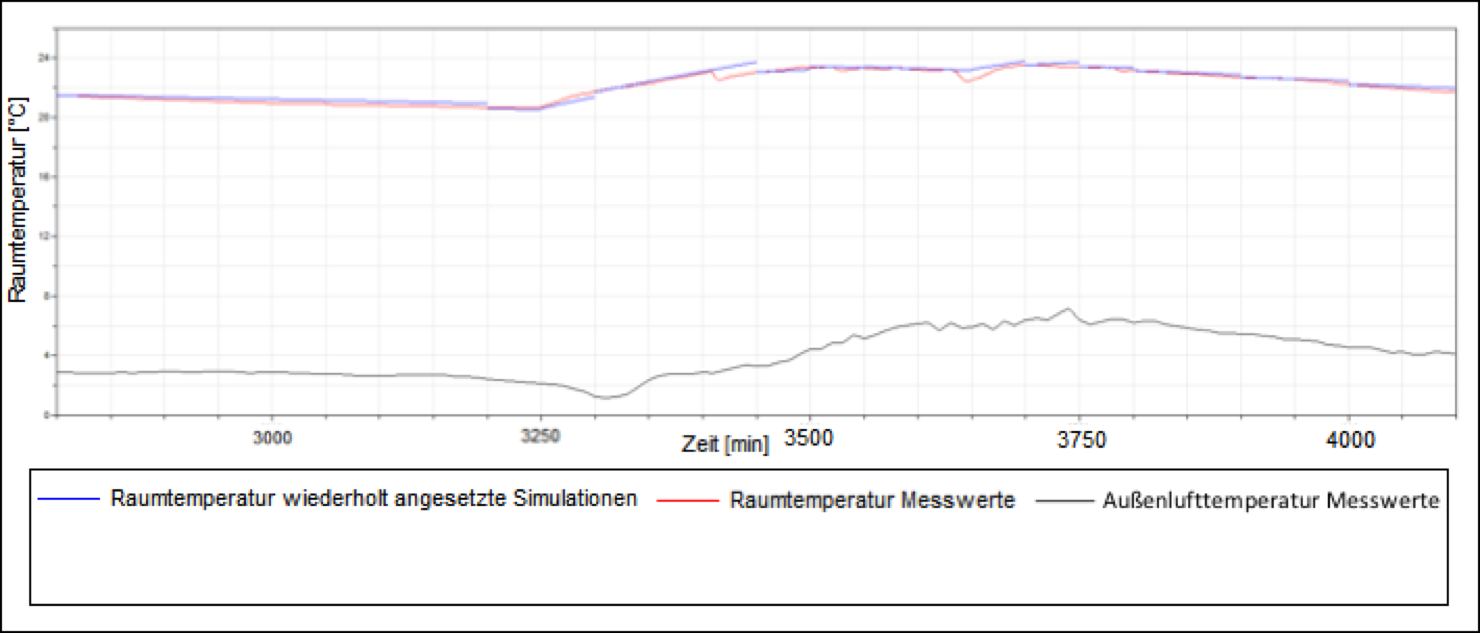 Raumtemperatur [°C]
24
20
16
12
8
4
0
3000 3250 3500 3750 4000
Zeit [min]
Raumtemperatur wiederholt angesetzte Simulationen Raumtemperatur Messwerte Außenlufttemperatur Messwerte